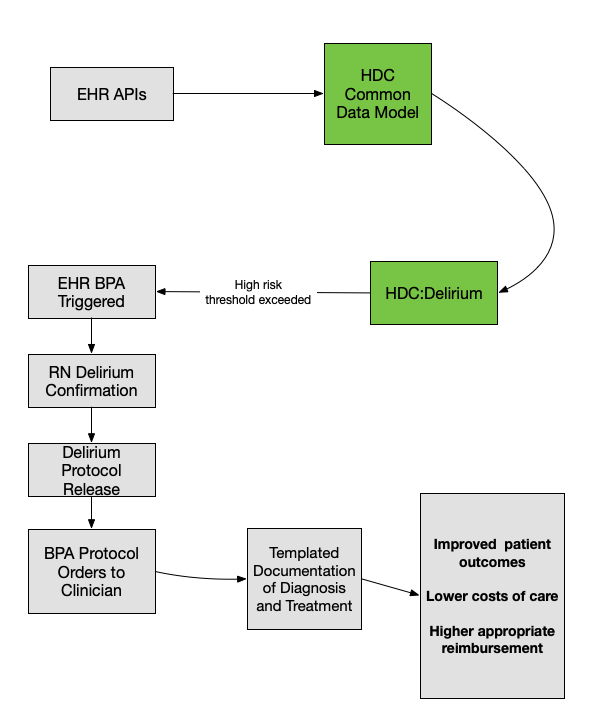 EHR APIs
HDC
Common
Data Model
HDC:Delirium
High risk
threshold exceeded
EHR BPA
Triggered
RN Delirium
Confirmation
Delirium
Protocol
Release
BPA Protocol
Orders to
Clinician
Templated
Documentation
of Diagnosis
and Treatment
Improved patient
outcomes
Lower costs of care
Higher appropriate
reimbursement